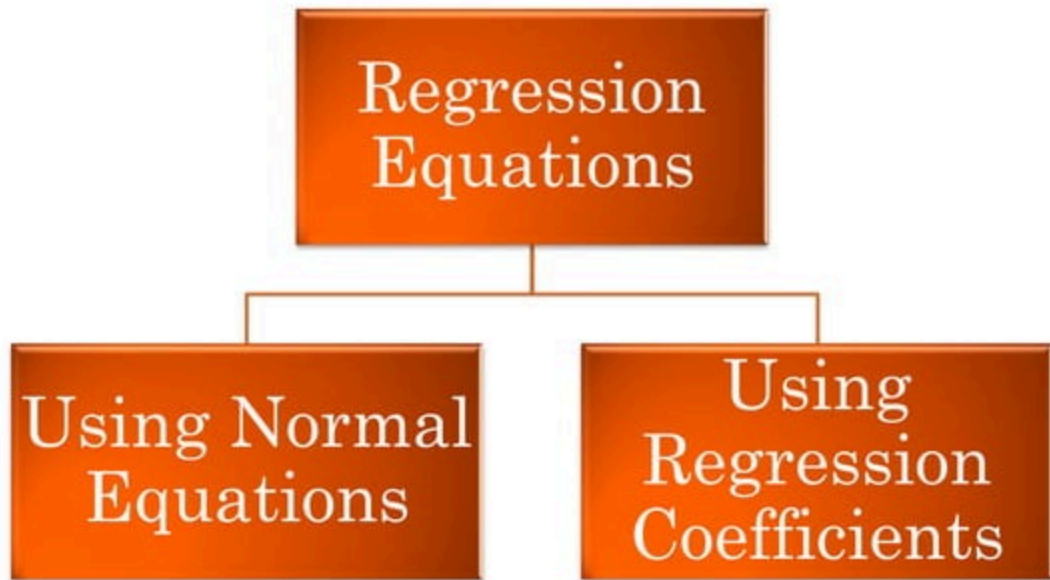 Regression
Equations
Using Normal
Equations
Using
Regression
Coefficients